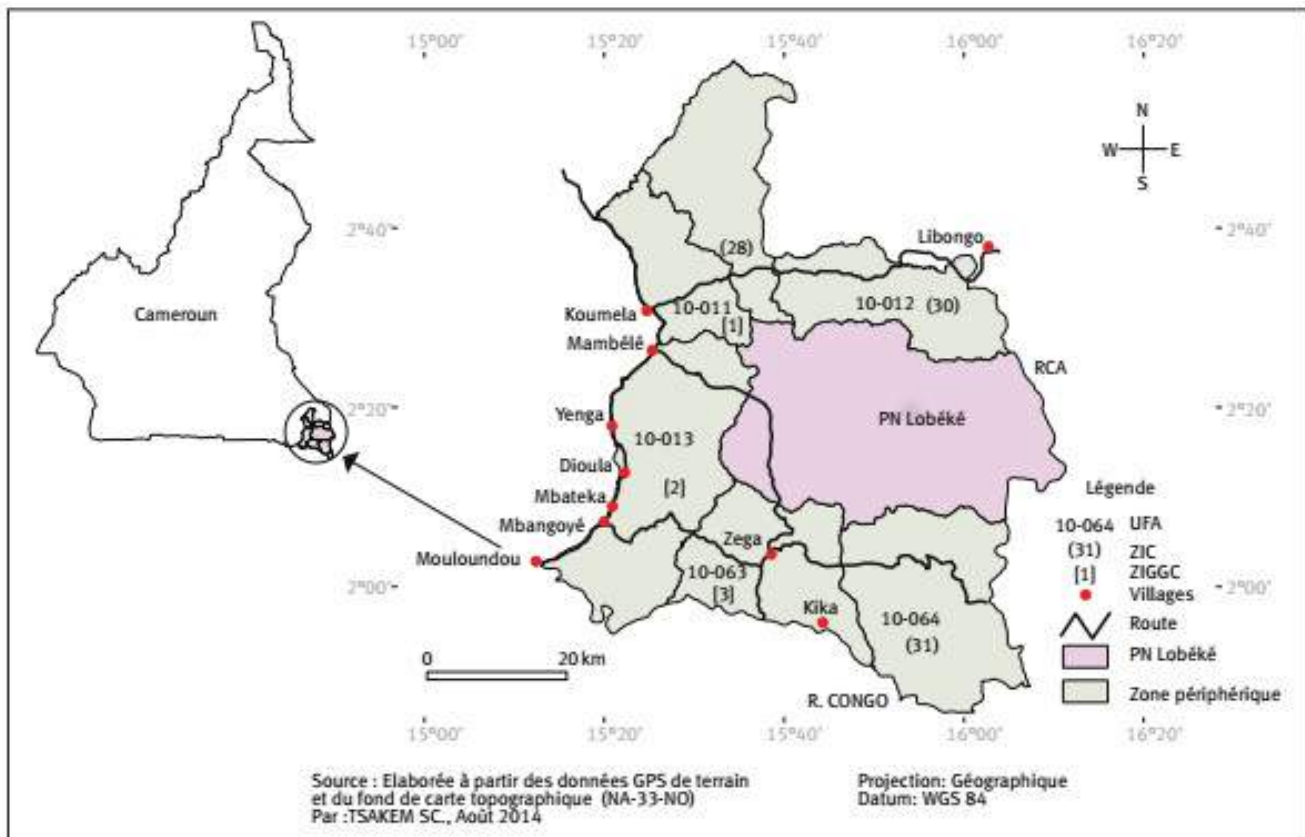 15°00'
15°20'
15°40'
16°00'
16°20'
N
W
E
S
2°40'
2°40'
Libongo
(28)
Cameroun
10-011
10-012 (30)
Koumela
[1]
Mambêlê
RCA
2°20'
2°20'
Yenga
PN Lobéké
10-013
Dioula
[2]
Légende
Mbateka
10-064 UFA
Mbangoyé
(31) ZIC
Zega
[1] ZIGGC
Mouloundou
10-063
Villages
2°00'
2°00'
[3]
Kika
10-064
Route
(31)
0 20 km
PN Lobéké
R. CONGO
Zone périphérique
15°00'
15°20'
15°40'
16°00'
16°20'
Source : Elaborée à partir des données GPS de terrain
et du fond de carte topographique (NA-33-NO)
Par :TSAKEM SC., Août 2014
Projection: Géographique
Datum: WGS 84